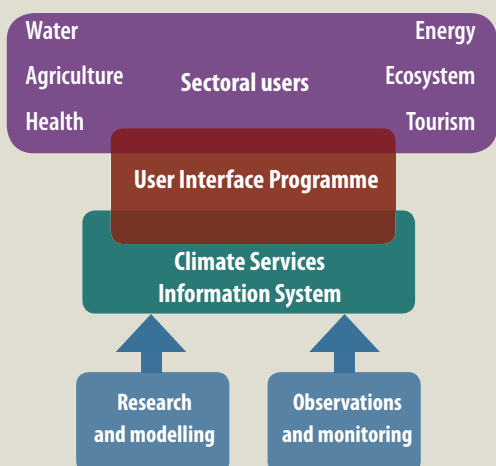 Water
Energy
Agriculture
Sectoral users
Ecosystem
Health
Tourism
User Interface Programme
Climate Services
Information System
Research
and modelling
Observations
and monitoring